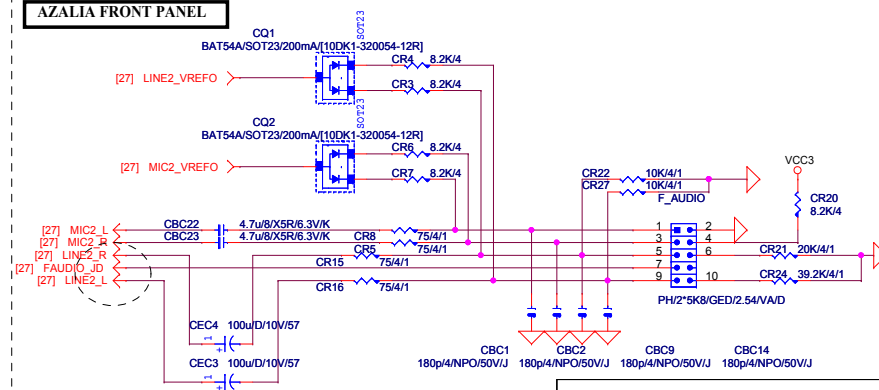 AZALIA FRONT PANEL
CQ1
SOT23
BAT54A/SOT23/200mA/[10DK1-320054-12R]
CR4 8.2K/4
[27] LINE2_VREFO
CR3 8.2K/4
CQ2
SOT23
BAT54A/SOT23/200mA/[10DK1-320054-12R]
CR6 8.2K/4
[27] MIC2_VREFO
CR7 8.2K/4
CR22 10K/4/1
CR27 10K/4/1
VCC3
F_AUDIO
CR20
8.2K/4
[27] MIC2_L CBC22 4.7u/8/X5R/6.3V/K
1 2
[27] MIC2_R CBC23 4.7u/8/X5R/6.3V/K CR8 75/4/1
3 4
[27] LINE2_R CR5 75/4/1
5 6 CR21 20K/4/1
[27] FAUDIO_JD CR15 75/4/1
7
[27] LINE2_L CR16 75/4/1
9 10 CR24 39.2K/4/1
PH/2*5K8/GED/2.54/VA/D
CEC4 100u/D/10V/57
1
+
CEC3 100u/D/10V/57
1
+
CBC1 CBC2 CBC9 CBC14
180p/4/NPO/50V/J 180p/4/NPO/50V/J 180p/4/NPO/50V/J 180p/4/NPO/50V/J